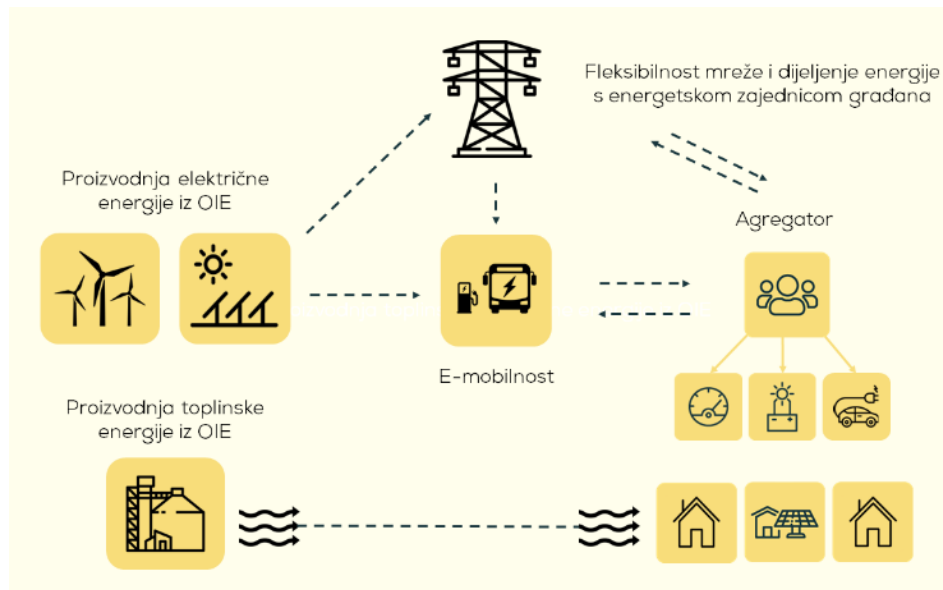 Fleksibilnost mreže i dijeljenje energije
s energetskom zajednicom građana
Proizvodnja električne
energije iz OIE
Agregator
E-mobilnost
Proizvodnja toplinske
energije iz OIE